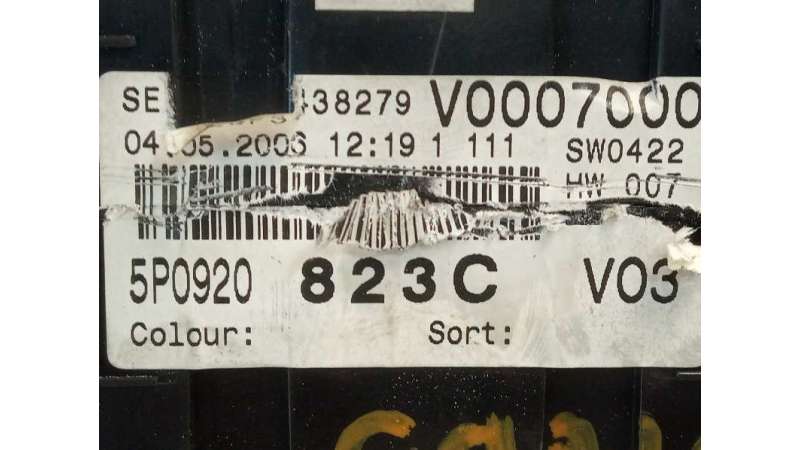 SE 438279 V0007000
04.05.2006 12:19 1 111 SW0422
HW 007
5P0920 823C V03
Colour: Sort: